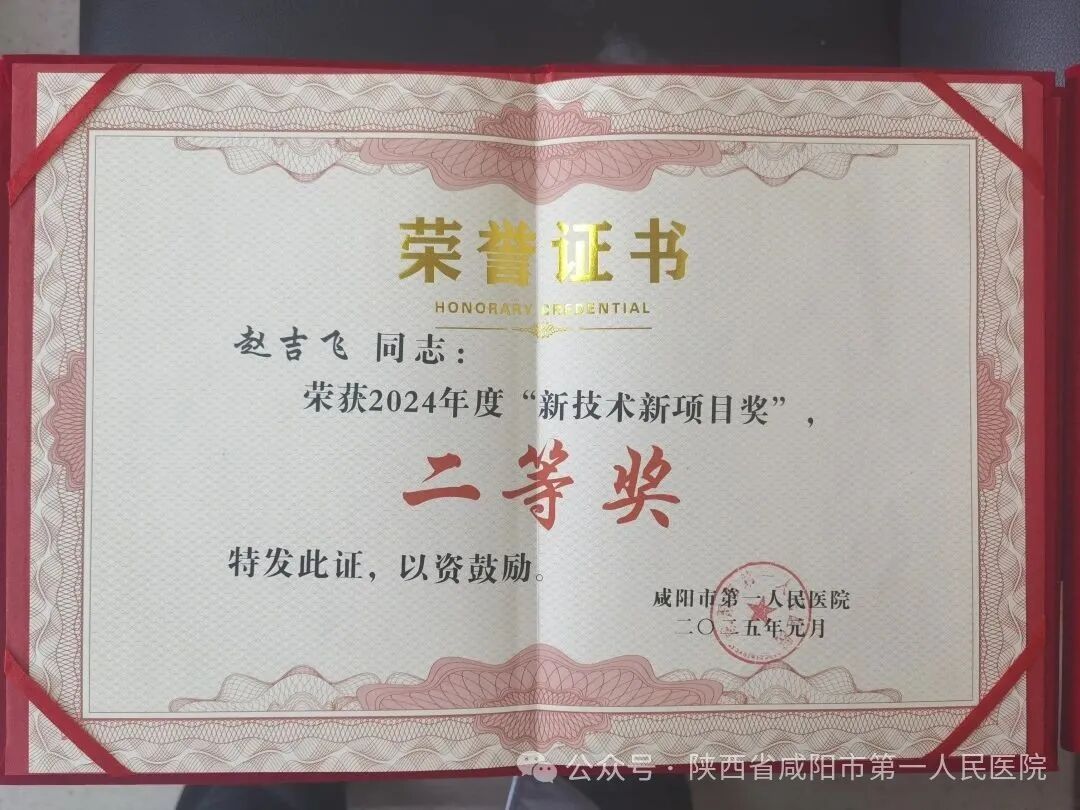 荣誉证书
HONORARY CREDENTIAL
赵吉飞 同志：
荣获2024年度“新技术新项目奖”，
二等奖
特发此证，以资鼓励。
咸阳市第一人民医院
二〇二五年元月
公众号·陕西省咸阳市第一人民医院